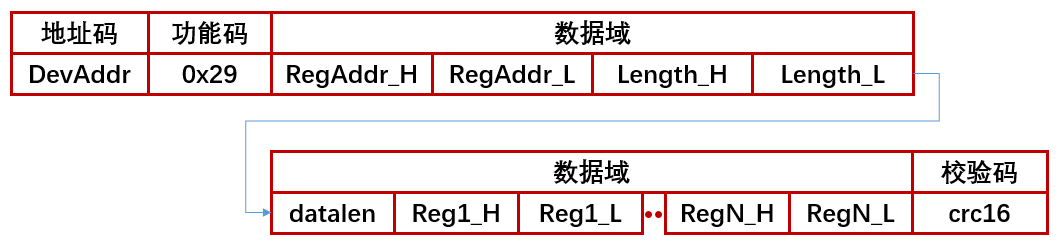 地址码 功能码 数据域
DevAddr 0x29 RegAddr_H RegAddr_L Length_H Length_L
数据域 校验码
datalen Reg1_H Reg1_L •• RegN_H RegN_L crc16